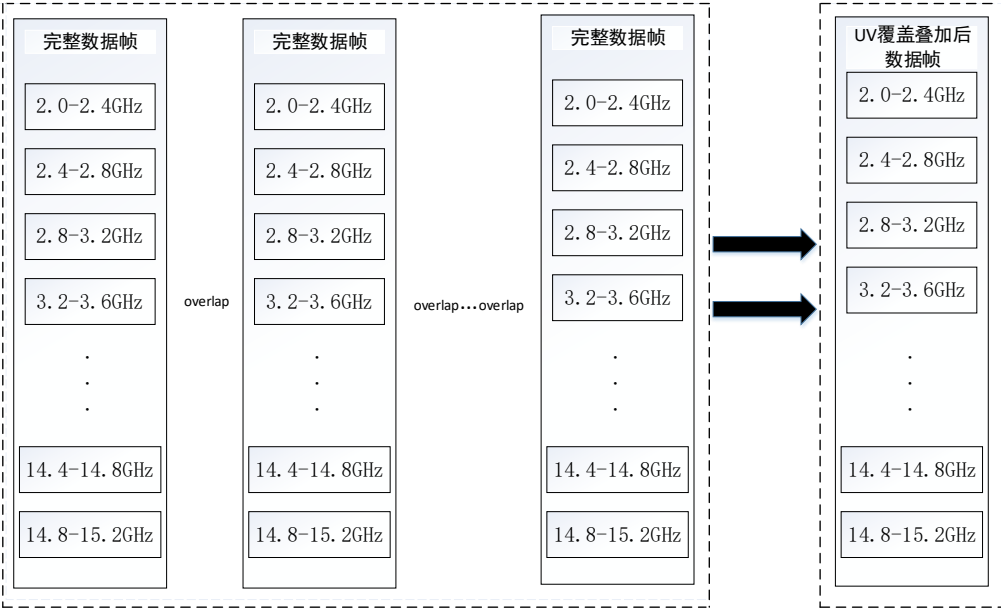 完整数据帧
2.0-2.4GHz
2.4-2.8GHz
2.8-3.2GHz
3.2-3.6GHz
.
.
.
14.4-14.8GHz
14.8-15.2GHz
overlap
完整数据帧
2.0-2.4GHz
2.4-2.8GHz
2.8-3.2GHz
3.2-3.6GHz
.
.
.
14.4-14.8GHz
14.8-15.2GHz
overlap…overlap
完整数据帧
2.0-2.4GHz
2.4-2.8GHz
2.8-3.2GHz
3.2-3.6GHz
.
.
.
14.4-14.8GHz
14.8-15.2GHz
UV覆盖叠加后
数据帧
2.0-2.4GHz
2.4-2.8GHz
2.8-3.2GHz
3.2-3.6GHz
.
.
.
14.4-14.8GHz
14.8-15.2GHz